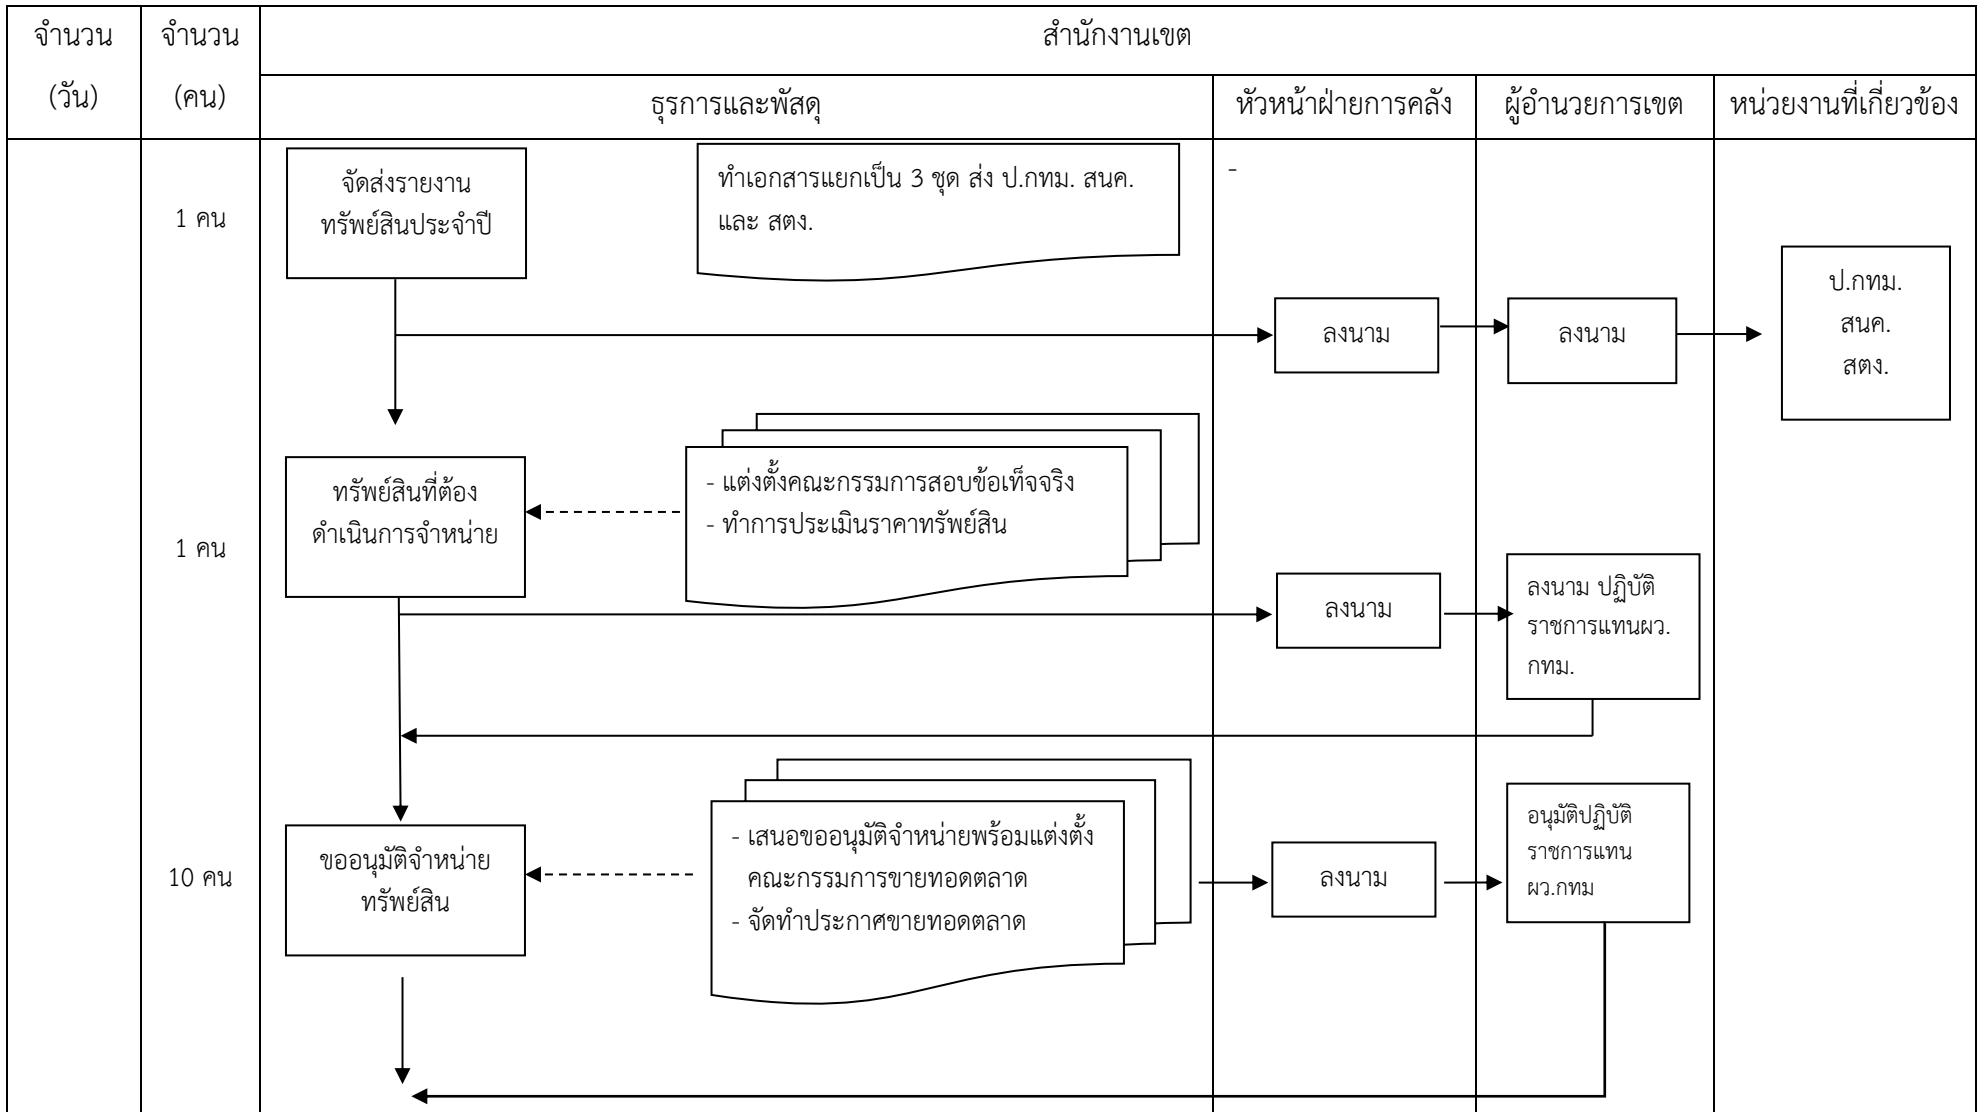 จำนวน
(วัน)
จำนวน
(คน)
สำนักงานเขต
ธุรการและพัสดุ
หัวหน้าฝ่ายการคลัง
ผู้อำนวยการเขต
หน่วยงานที่เกี่ยวข้อง
1 คน
จัดส่งรายงาน
ทรัพย์สินประจำปี
ทำเอกสารแยกเป็น 3 ชุด ส่ง ป.กทม. สนค.
และ สตง.
-
ลงนาม
ลงนาม
ป.กทม.
สนค.
สตง.
1 คน
ทรัพย์สินที่ต้อง
ดำเนินการจำหน่าย
- แต่งตั้งคณะกรรมการสอบข้อเท็จจริง
- ทำการประเมินราคาทรัพย์สิน
ลงนาม
ลงนาม ปฏิบัติ
ราชการแทนผว.
กทม.
10 คน
ขออนุมัติจำหน่าย
ทรัพย์สิน
- เสนอขออนุมัติจำหน่ายพร้อมแต่งตั้ง
คณะกรรมการขายทอดตลาด
- จัดทำประกาศขายทอดตลาด
ลงนาม
อนุมัติปฏิบัติ
ราชการแทน
ผว.กทม